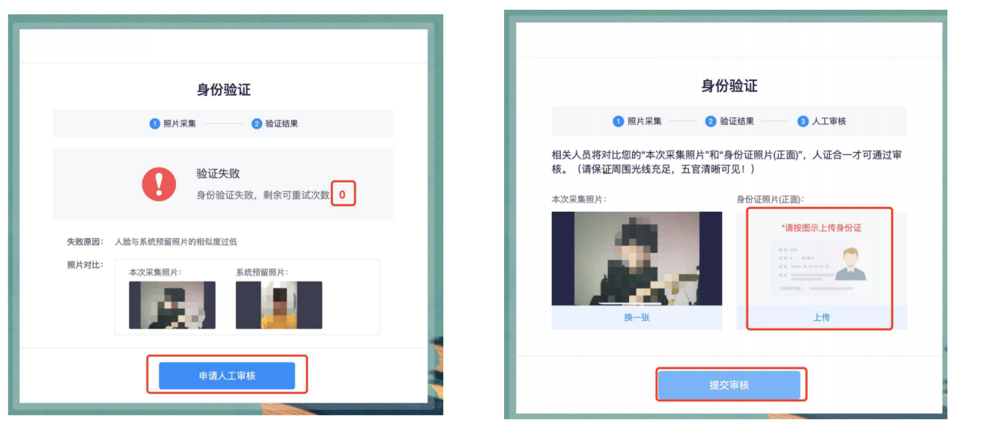 身份验证
1 照片采集 2 验证结果
验证失败
身份验证失败，剩余可重试次数 0
失败原因： 人脸与系统预留照片的相似度过低
照片对比：
本次采集照片： 系统预留照片：
申请人工审核
身份验证
1 照片采集 2 验证结果 3 人工审核
相关人员将对比您的“本次采集照片”和“身份证照片(正面)”，人证合一才可通过审
核。（请保证周围光线充足，五官清晰可见！）
本次采集照片： 身份证照片(正面)：
*请按图示上传身份证
换一张 上传
提交审核